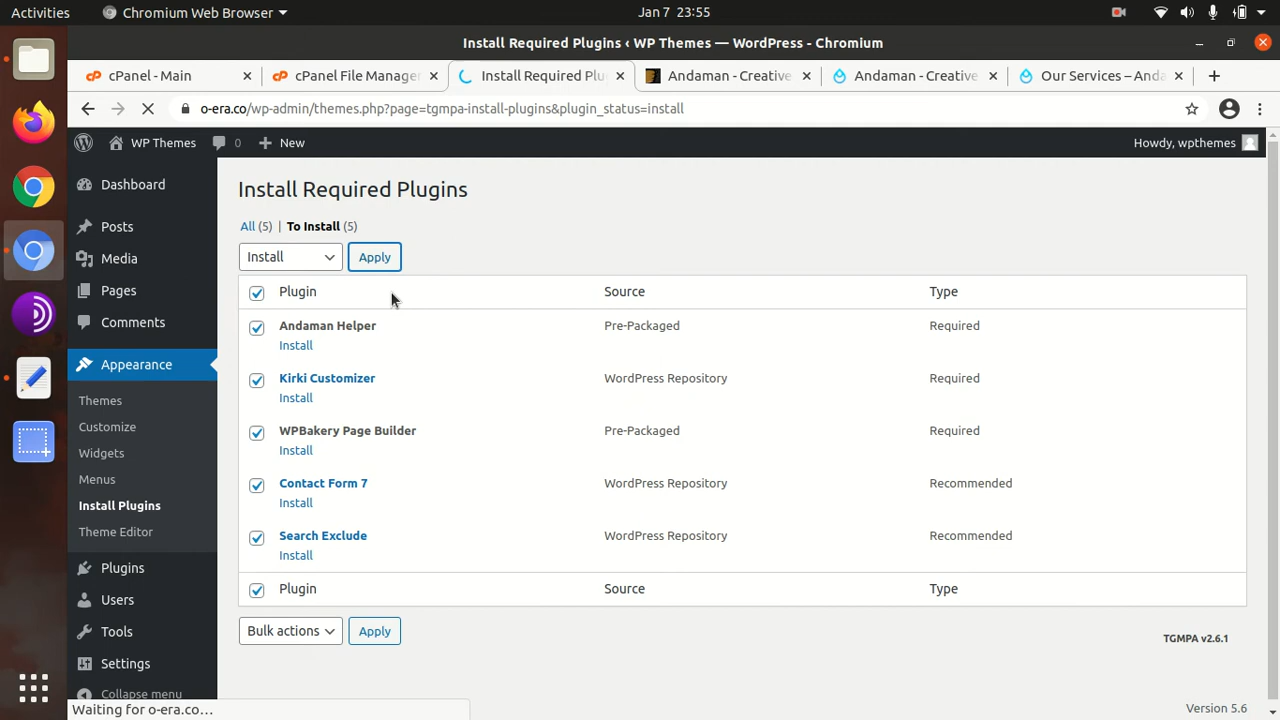 Activities Chromium Web Browser Jan 7 23:55
Install Required Plugins ‹ WP Themes — WordPress - Chromium
cPanel - Main cPanel File Manager Install Required Plu Andaman - Creative Andaman - Creative Our Services – Anda
o-era.co/wp-admin/themes.php?page=tgmpa-install-plugins&plugin_status=install
WP Themes 0 New Howdy, wpthemes
Dashboard
Posts
Media
Pages
Comments
Appearance
Themes
Customize
Widgets
Menus
Install Plugins
Theme Editor
Plugins
Users
Tools
Settings
Collapse menu
Install Required Plugins
All (5) | To Install (5)
Install Apply
Plugin Source Type
Andaman Helper Pre-Packaged Required
Install
Kirki Customizer WordPress Repository Required
Install
WPBakery Page Builder Pre-Packaged Required
Install
Contact Form 7 WordPress Repository Recommended
Install
Search Exclude WordPress Repository Recommended
Install
Plugin Source Type
Bulk actions Apply
TGMPA v2.6.1
Waiting for o-era.co...
Version 5.6